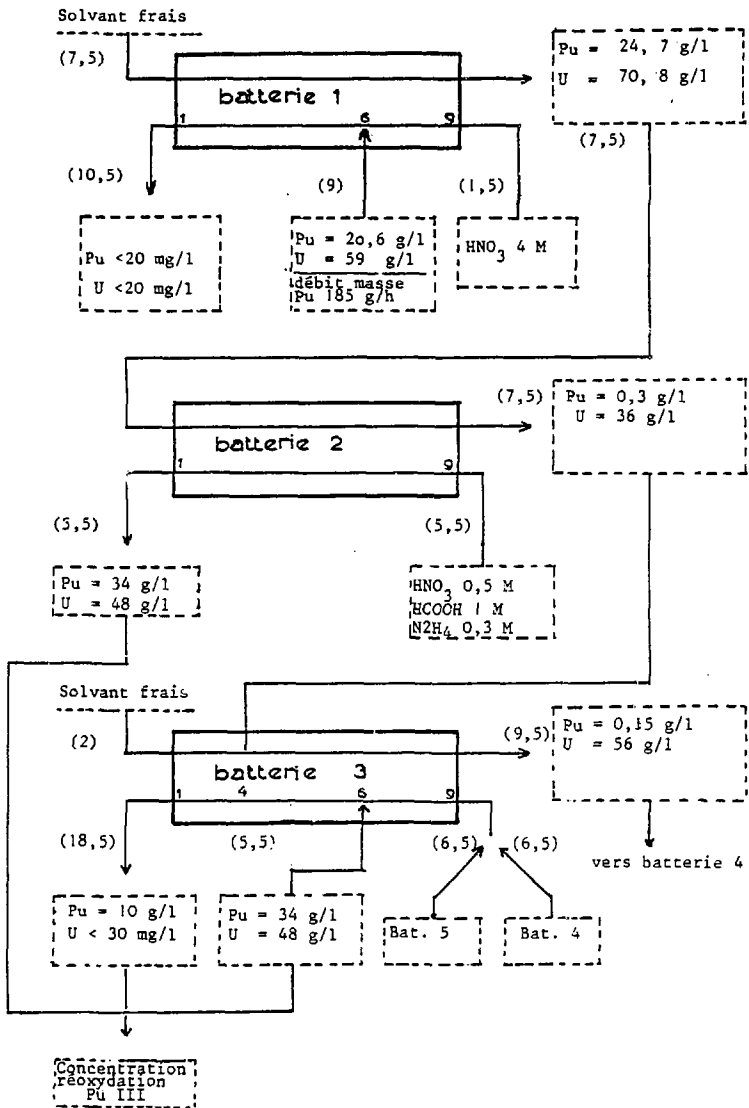 Solvant frais
(7,5)
batterie 1
1 6 9
Pu = 24, 7 g/l
U = 70, 8 g/l
(7,5)
(10,5)
(9)
(1,5)
Pu <20 mg/l
U <20 mg/l
Pu = 20,6 g/l
U = 59 g/l
débit masse
Pu 185 g/h
HNO3 4 M
(7,5)
Pu = 0,3 g/l
U = 36 g/l
batterie 2
1 9
(5,5)
(5,5)
Pu = 34 g/l
U = 48 g/l
HNO3 0,5 M
HCOOH 1 M
N2H4 0,3 M
Solvant frais
(2)
(9,5)
Pu = 0,15 g/l
U = 56 g/l
batterie 3
1 4 6 9
(18,5)
(5,5)
(6,5)
(6,5)
vers batterie 4
Pu = 10 g/l
U < 30 mg/l
Pu = 34 g/l
U = 48 g/l
Bat. 5
Bat. 4
Concentration
réoxydation
Pu III